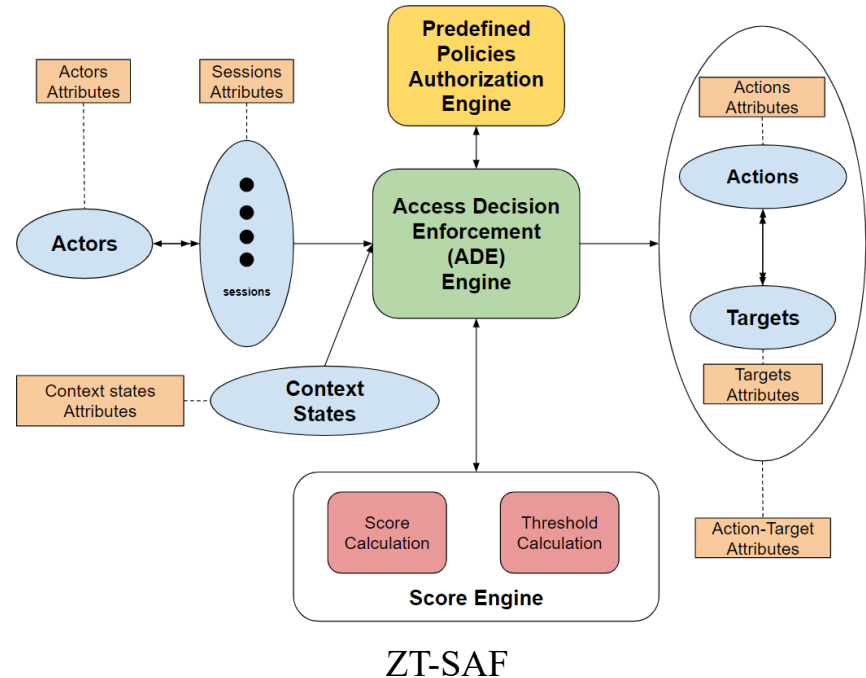 Predefined
Policies
Authorization
Engine
Actors
Attributes
Sessions
Attributes
Actions
Attributes
Actions
Actors
sessions
Access Decision
Enforcement
(ADE)
Engine
Targets
Targets
Attributes
Context states
Attributes
Context
States
Score
Calculation
Threshold
Calculation
Score Engine
Action-Target
Attributes
ZT-SAF